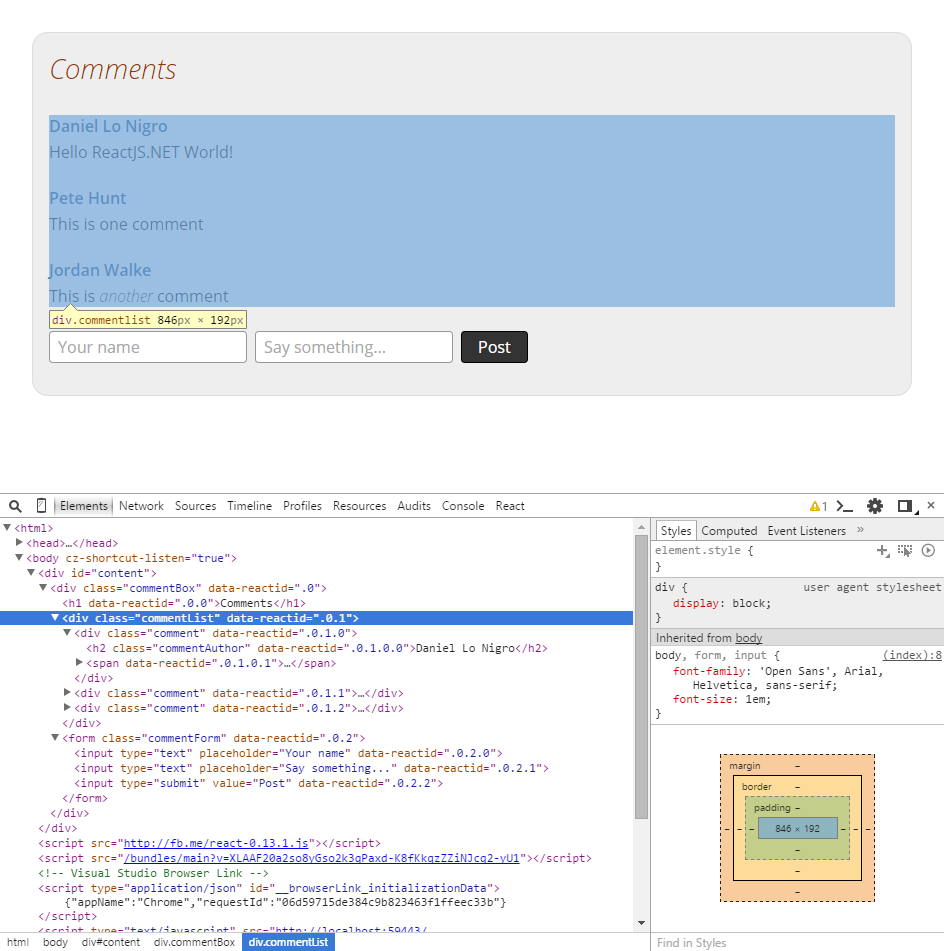 Comments
Daniel Lo Nigro
Hello ReactJS.NET World!
Pete Hunt
This is one comment
Jordan Walke
This is another comment
div.commentlist 846px × 192px
Your name Say something... Post
Elements Network Sources Timeline Profiles Resources Audits Console React 1
<html>
<head>…</head>
<body cz-shortcut-listen="true">
<div id="content">
<div class="commentBox" data-reactid=".0">
<h1 data-reactid=".0.0">Comments</h1>
<div class="commentList" data-reactid=".0.1">
<div class="comment" data-reactid=".0.1.0">
<h2 class="commentAuthor" data-reactid=".0.1.0.0">Daniel Lo Nigro</h2>
<span data-reactid=".0.1.0.1">…</span>
</div>
<div class="comment" data-reactid=".0.1.1">…</div>
<div class="comment" data-reactid=".0.1.2">…</div>
</div>
<form class="commentForm" data-reactid=".0.2">
<input type="text" placeholder="Your name" data-reactid=".0.2.0">
<input type="text" placeholder="Say something..." data-reactid=".0.2.1">
<input type="submit" value="Post" data-reactid=".0.2.2">
</form>
</div>
</div>
<script src="http://fb.me/react-0.13.1.js"></script>
<script src="/bundles/main?v=XLAAF20a2so8yGso2k3qPaxd-K8fKkqzZZiNJcq2-yU1"></script>
<!-- Visual Studio Browser Link -->
<script type="application/json" id="__browserLink_initializationData">
{"appName":"Chrome","requestId":"06d59715de384c9b823463f1ffeec33b"}
</script>
<script type="text/javascript" src="http://localhost:59443/
html body div#content div.commentBox div.commentList
Styles Computed Event Listeners »
element.style {
}
div { user agent stylesheet
display: block;
}
Inherited from body
body, form, input { (index):8
font-family: 'Open Sans', Arial,
Helvetica, sans-serif;
font-size: 1em;
}
margin –
border –
padding –
– – – 846 × 192 – – –
–
–
–
Find in Styles